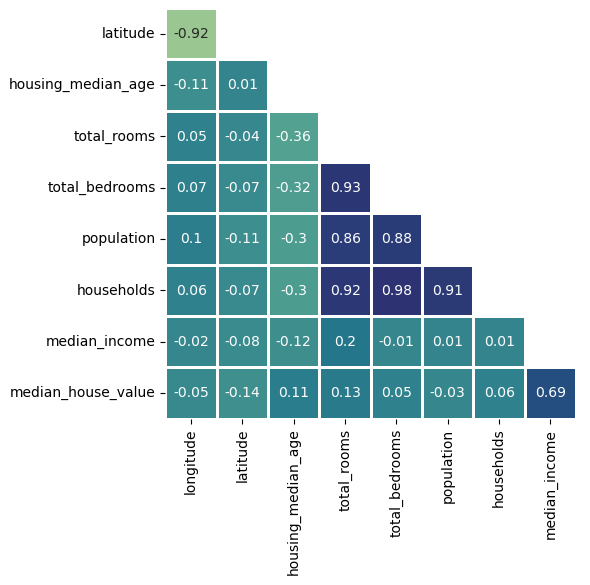 latitude -0.92
housing_median_age -0.11 0.01
total_rooms 0.05 -0.04 -0.36
total_bedrooms 0.07 -0.07 -0.32 0.93
population 0.1 -0.11 -0.3 0.86 0.88
households 0.06 -0.07 -0.3 0.92 0.98 0.91
median_income -0.02 -0.08 -0.12 0.2 -0.01 0.01 0.01
median_house_value -0.05 -0.14 0.11 0.13 0.05 -0.03 0.06 0.69
longitude latitude housing_median_age total_rooms total_bedrooms population households median_income